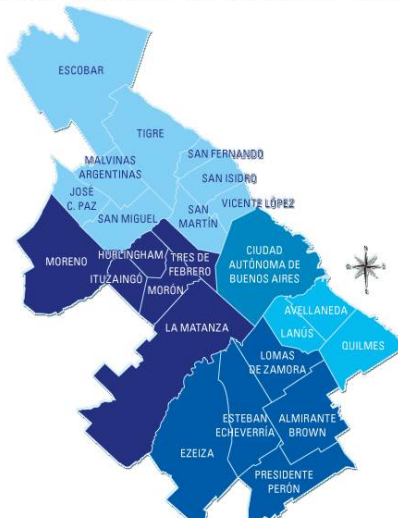 ESCOBAR
TIGRE
SAN FERNANDO
MALVINAS
ARGENTINAS
SAN ISIDRO
JOSÉ
C. PAZ
VICENTE LÓPEZ
SAN MIGUEL
SAN
MARTÍN
MORENO
HURLINGHAM
TRES DE
FEBRERO
CIUDAD
AUTÓNOMA DE
BUENOS AIRES
ITUZAINGÓ
MORÓN
AVELLANEDA
LA MATANZA
LANÚS
QUILMES
LOMAS
DE ZAMORA
ESTEBAN
ECHEVERRÍA
ALMIRANTE
BROWN
EZEIZA
PRESIDENTE
PERÓN